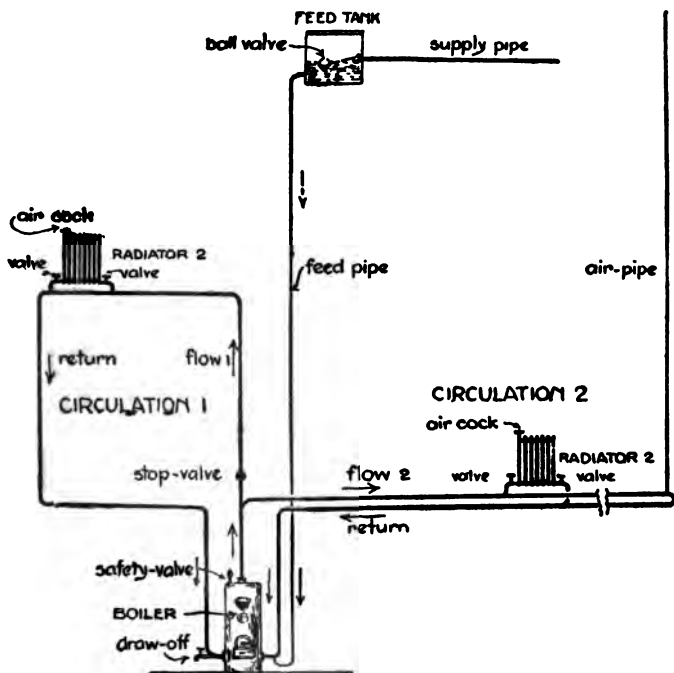 FEED TANK
ball valve
supply pipe
air cock
RADIATOR 2
valve
valve
feed pipe
air-pipe
return
flow 1
CIRCULATION 1
CIRCULATION 2
air cock
RADIATOR 2
stop-valve
flow 2
valve
valve
return
safety-valve
BOILER
draw-off